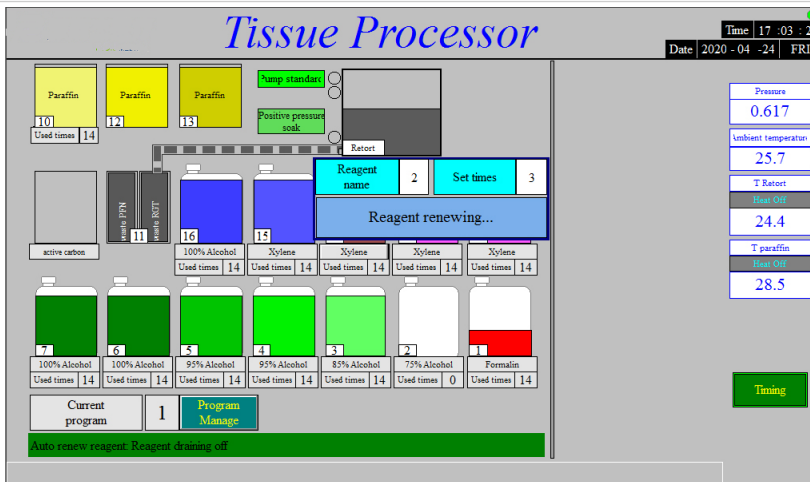 Tissue Processor
Time 17 :03 : 2
Date 2020 - 04 -24 FRI
Paraffin
Paraffin
Paraffin
10
12
13
Used times 14
Pump standard
Positive pressure
soak
Retort
Pressure
0.617
Ambient temperature
25.7
T Retort
Heat Off
24.4
T paraffin
Heat Off
28.5
Reagent
name
2
Set times
3
Reagent renewing...
waste PFN
waste RGT
11
16
15
active carbon
100% Alcohol
Xylene
Xylene
Xylene
Xylene
Used times 14
Used times 14
Used times 14
Used times 14
Used times 14
7
6
5
4
3
2
1
100% Alcohol
100% Alcohol
95% Alcohol
95% Alcohol
85% Alcohol
75% Alcohol
Formalin
Used times 14
Used times 14
Used times 14
Used times 14
Used times 14
Used times 0
Used times 14
Current
program
1
Program
Manage
Timing
Auto renew reagent: Reagent draining off